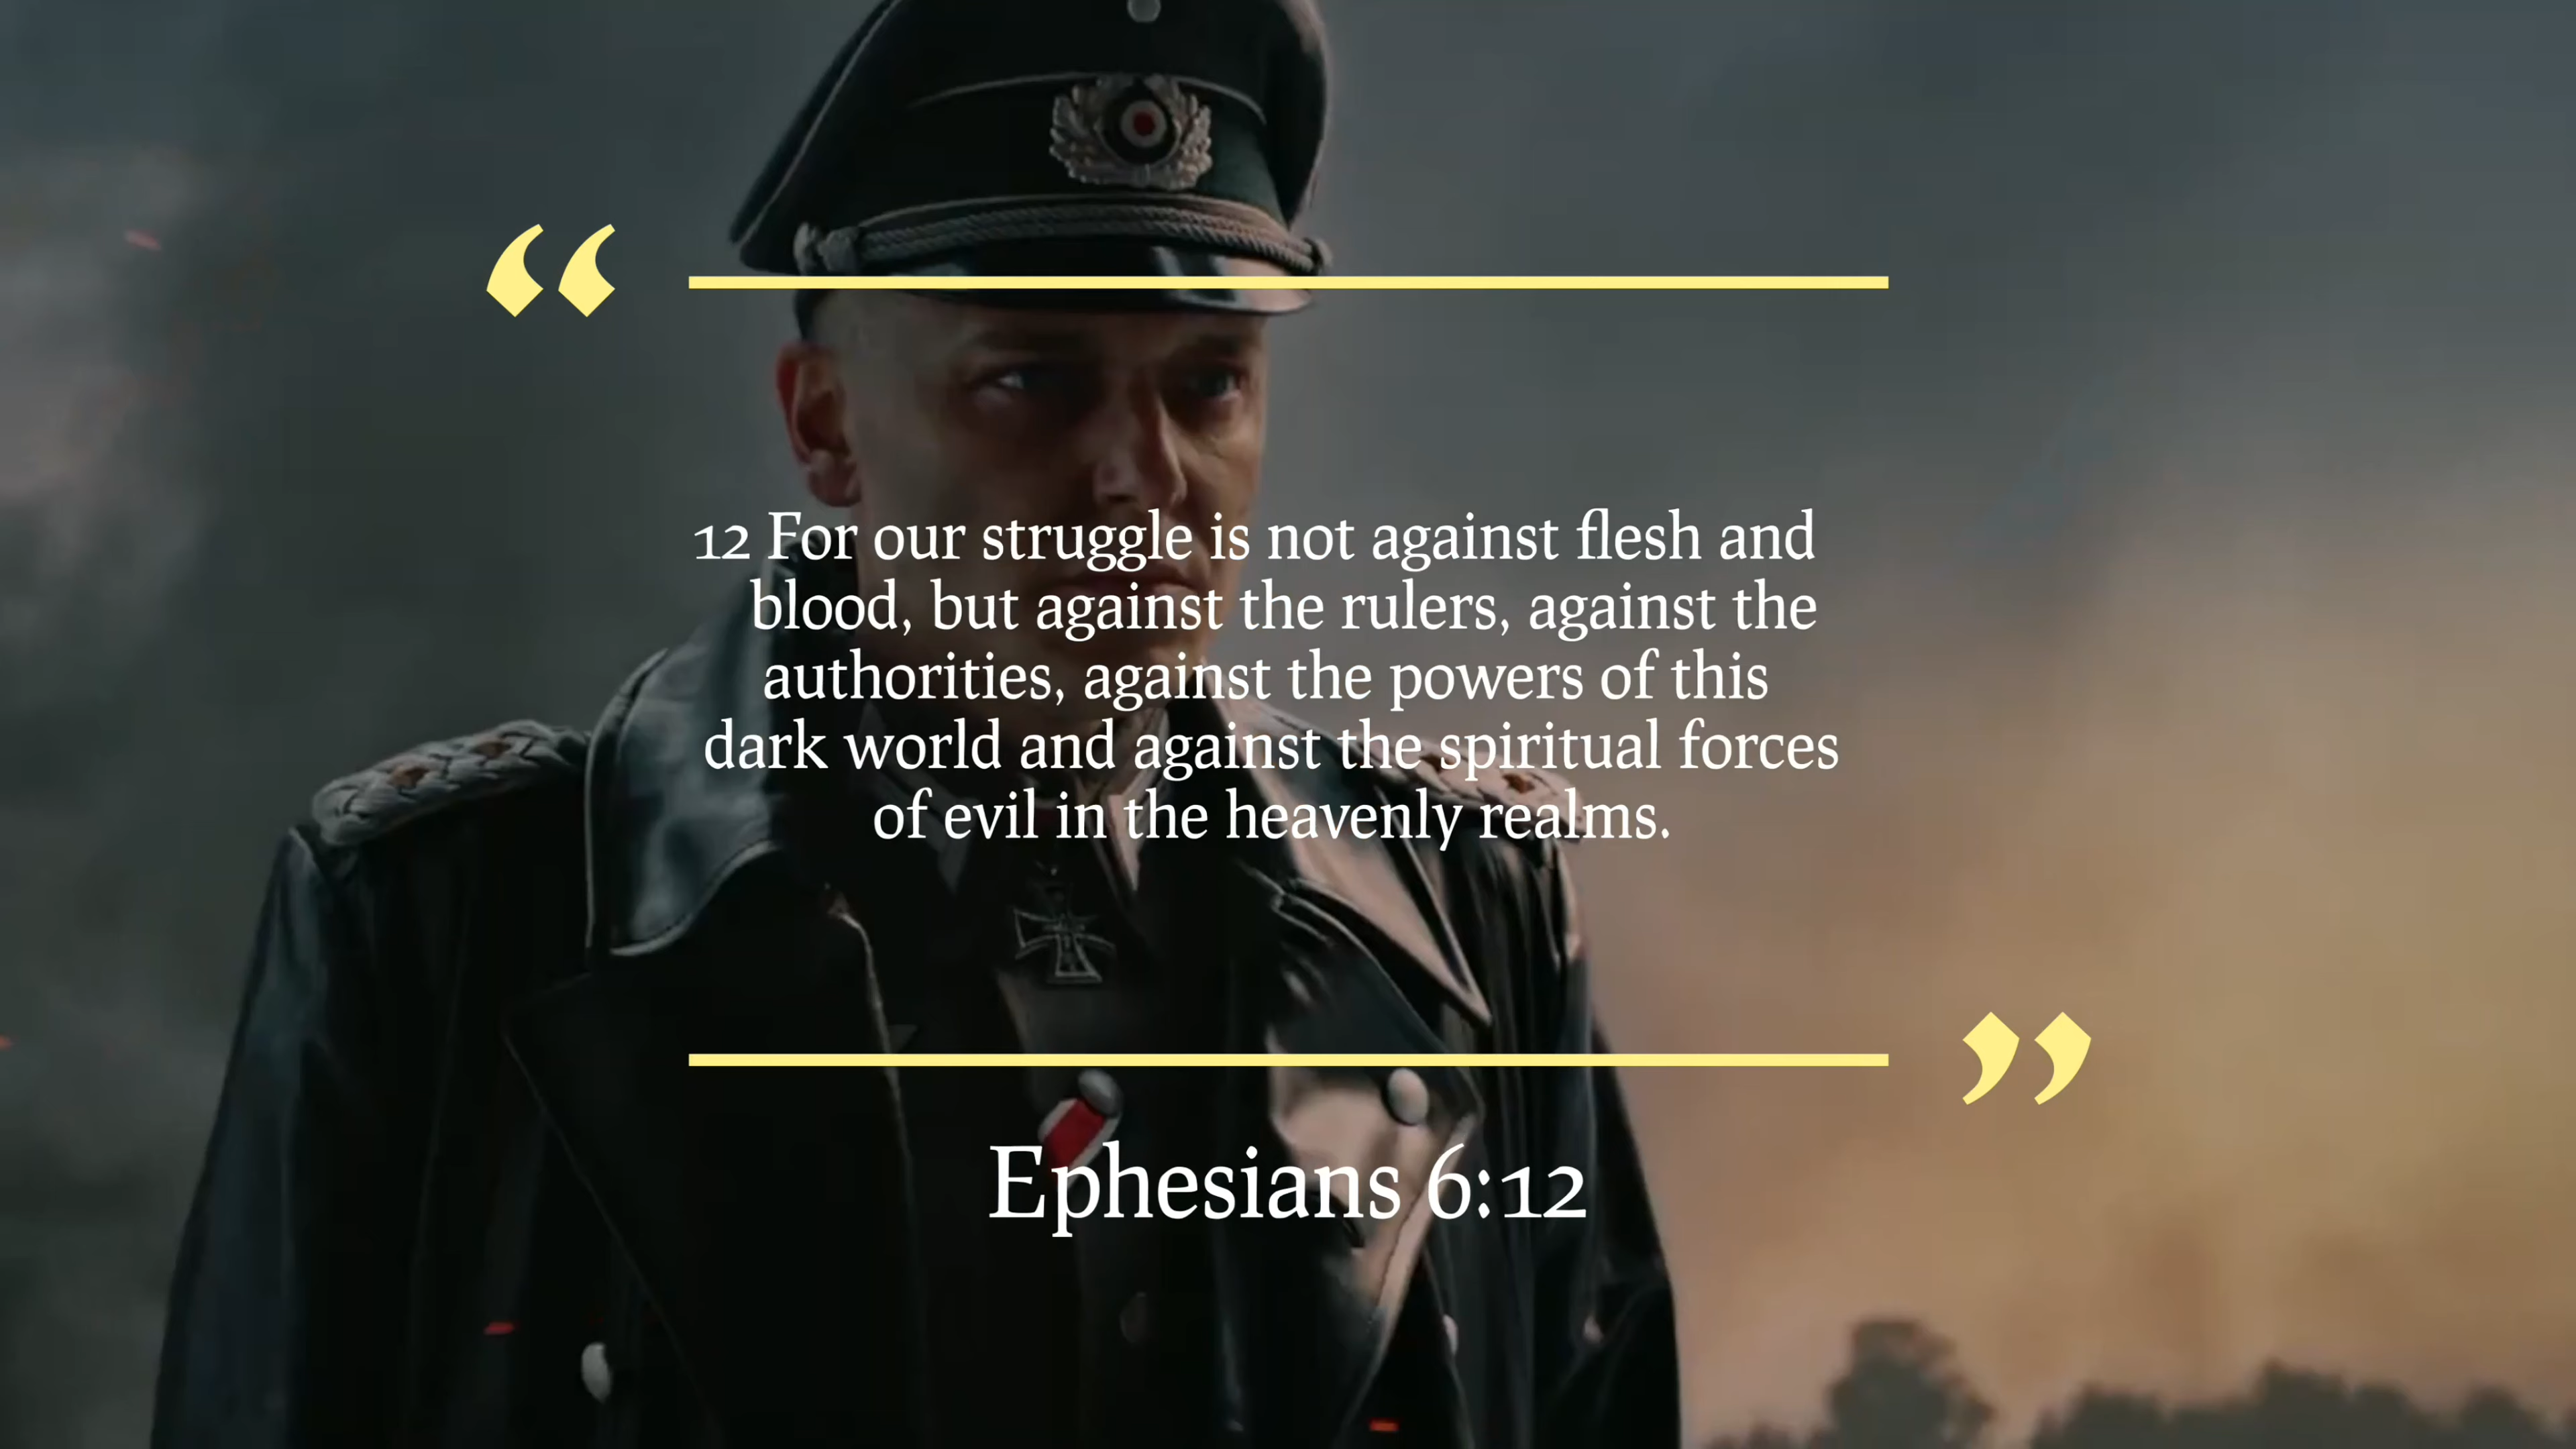 “
12 For our struggle is not against flesh and
blood, but against the rulers, against the
authorities, against the powers of this
dark world and against the spiritual forces
of evil in the heavenly realms.
”
Ephesians 6:12